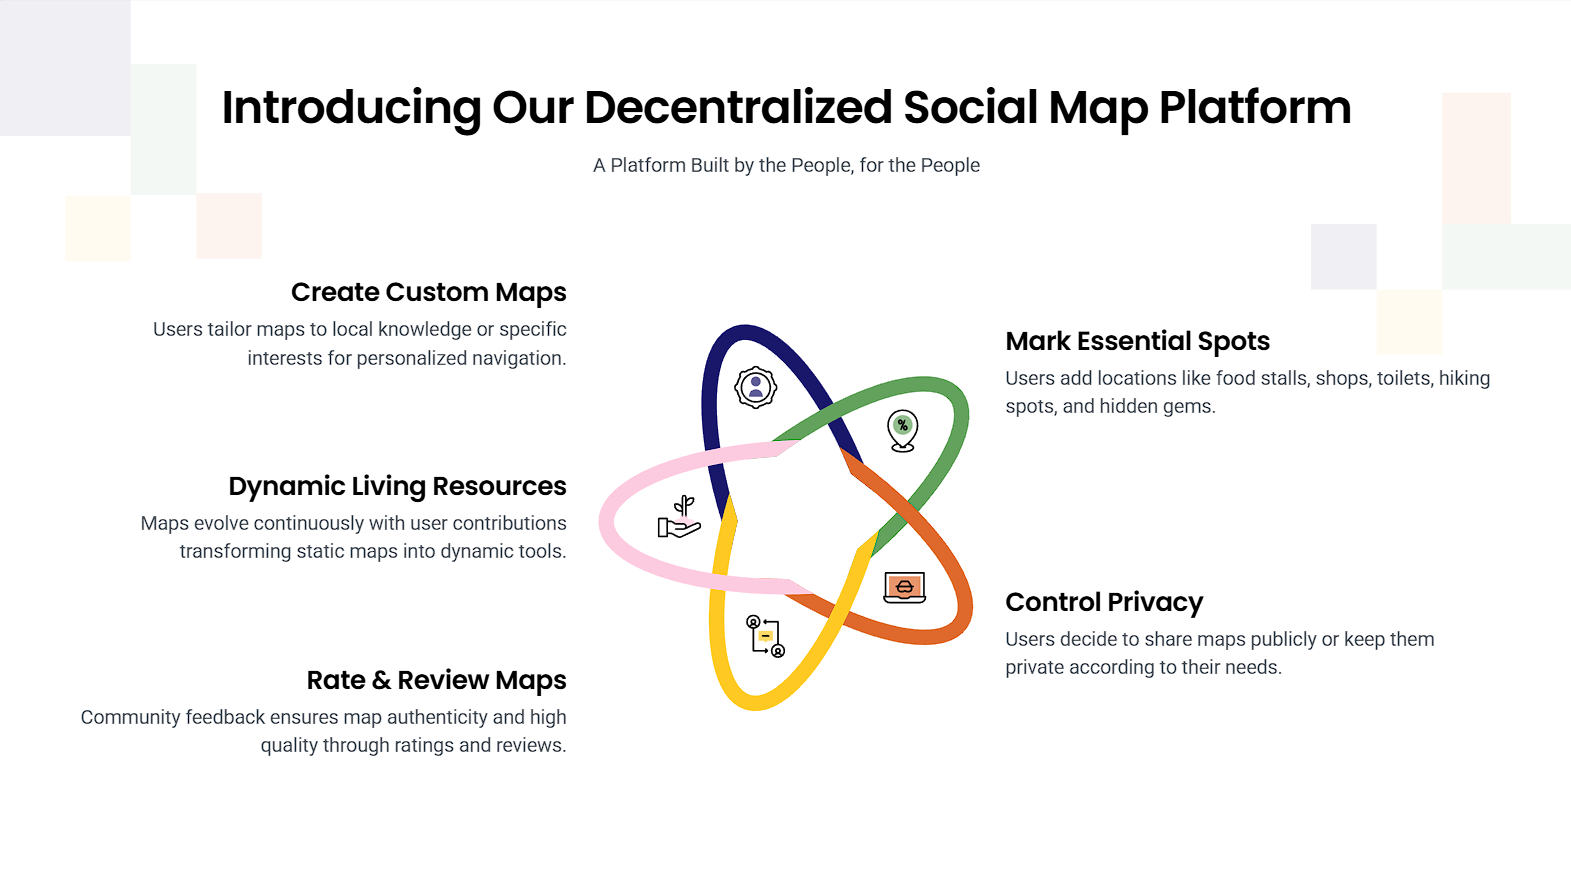 Introducing Our Decentralized Social Map Platform
A Platform Built by the People, for the People
Create Custom Maps
Users tailor maps to local knowledge or specific
interests for personalized navigation.
Mark Essential Spots
Users add locations like food stalls, shops, toilets, hiking
spots, and hidden gems.
%
Dynamic Living Resources
Maps evolve continuously with user contributions
transforming static maps into dynamic tools.
Control Privacy
Users decide to share maps publicly or keep them
private according to their needs.
Rate & Review Maps
Community feedback ensures map authenticity and high
quality through ratings and reviews.